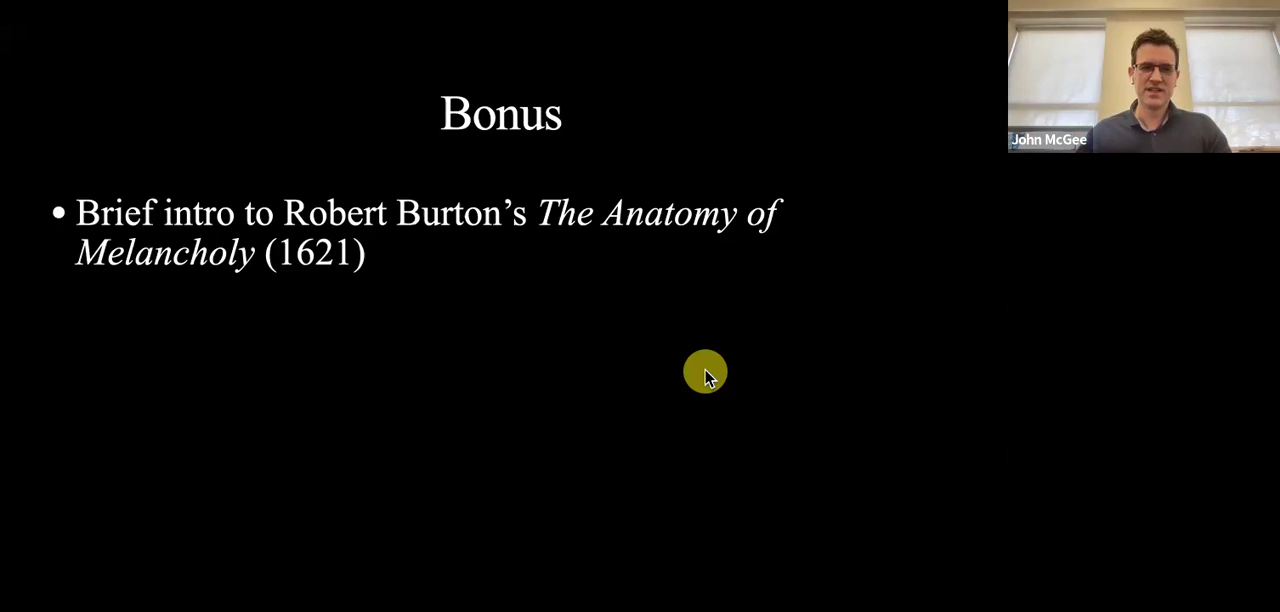 Bonus
• Brief intro to Robert Burton’s The Anatomy of
Melancholy (1621)
John McGee